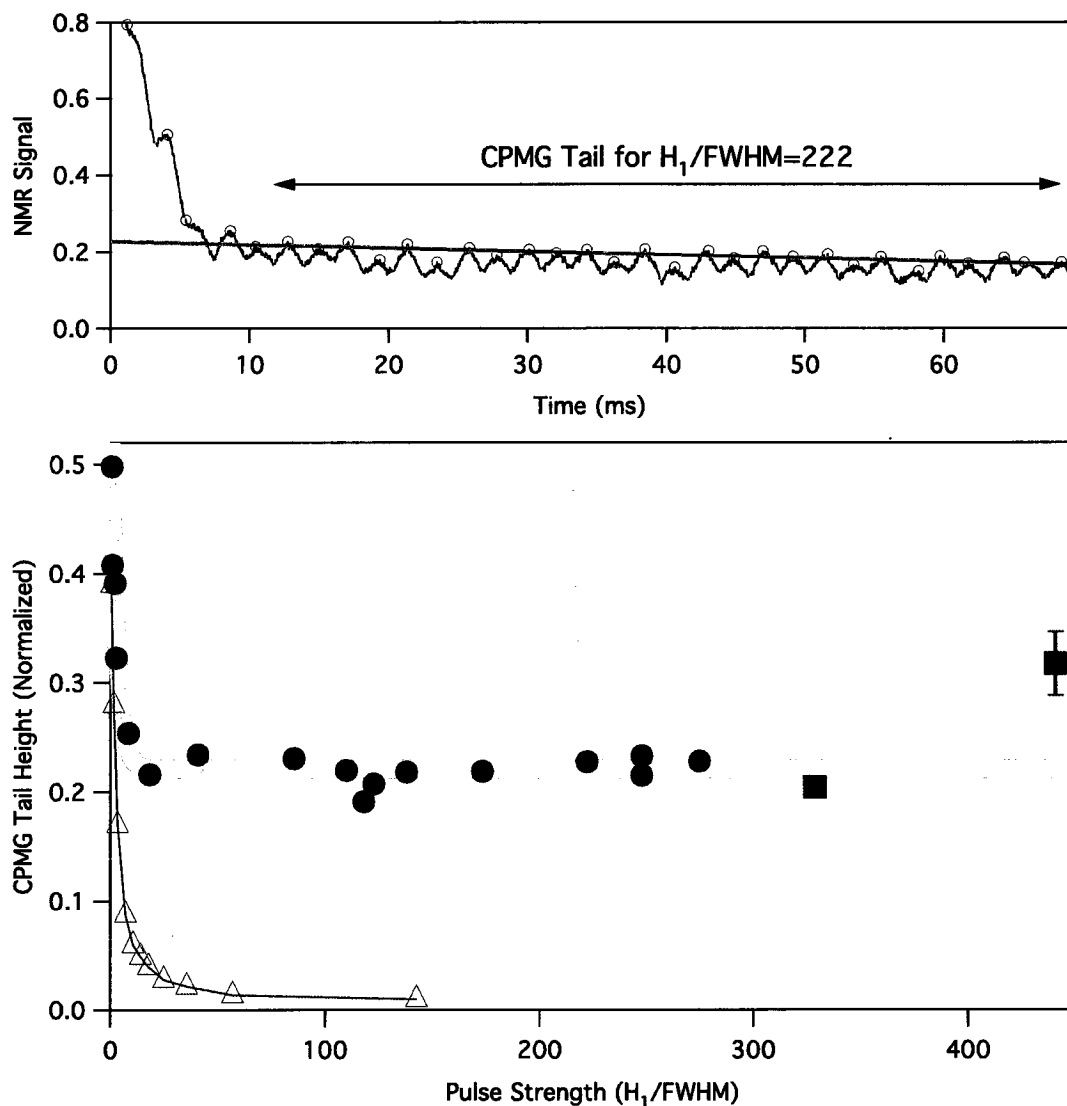 0.8
0.6
0.4
0.2
0.0
NMR Signal
CPMG Tail for H₁/FWHM=222
0 10 20 30 40 50 60
Time (ms)
0.5
0.4
0.3
0.2
0.1
0.0
CPMG Tail Height (Normalized)
0 100 200 300 400
Pulse Strength (H₁/FWHM)